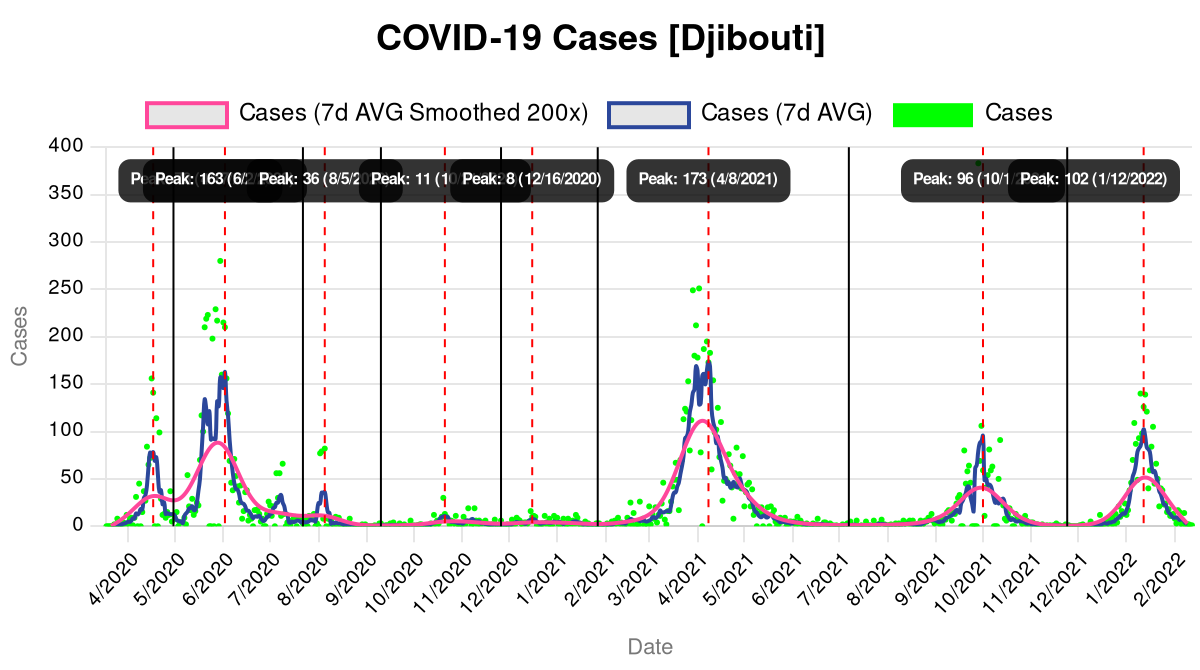 COVID-19 Cases [Djibouti]
Cases (7d AVG Smoothed 200x)
Cases (7d AVG)
Cases
400
350
300
250
200
150
100
50
0
Peak: 163 (6/2
Peak: 36 (8/5/20
Peak: 11 (10
Peak: 8 (12/16/2020)
Peak: 173 (4/8/2021)
Peak: 96 (10/1
Peak: 102 (1/12/2022)
Cases
4/2020
5/2020
6/2020
7/2020
8/2020
9/2020
10/2020
11/2020
12/2020
1/2021
2/2021
3/2021
4/2021
5/2021
6/2021
7/2021
8/2021
9/2021
10/2021
11/2021
12/2021
1/2022
2/2022
Date